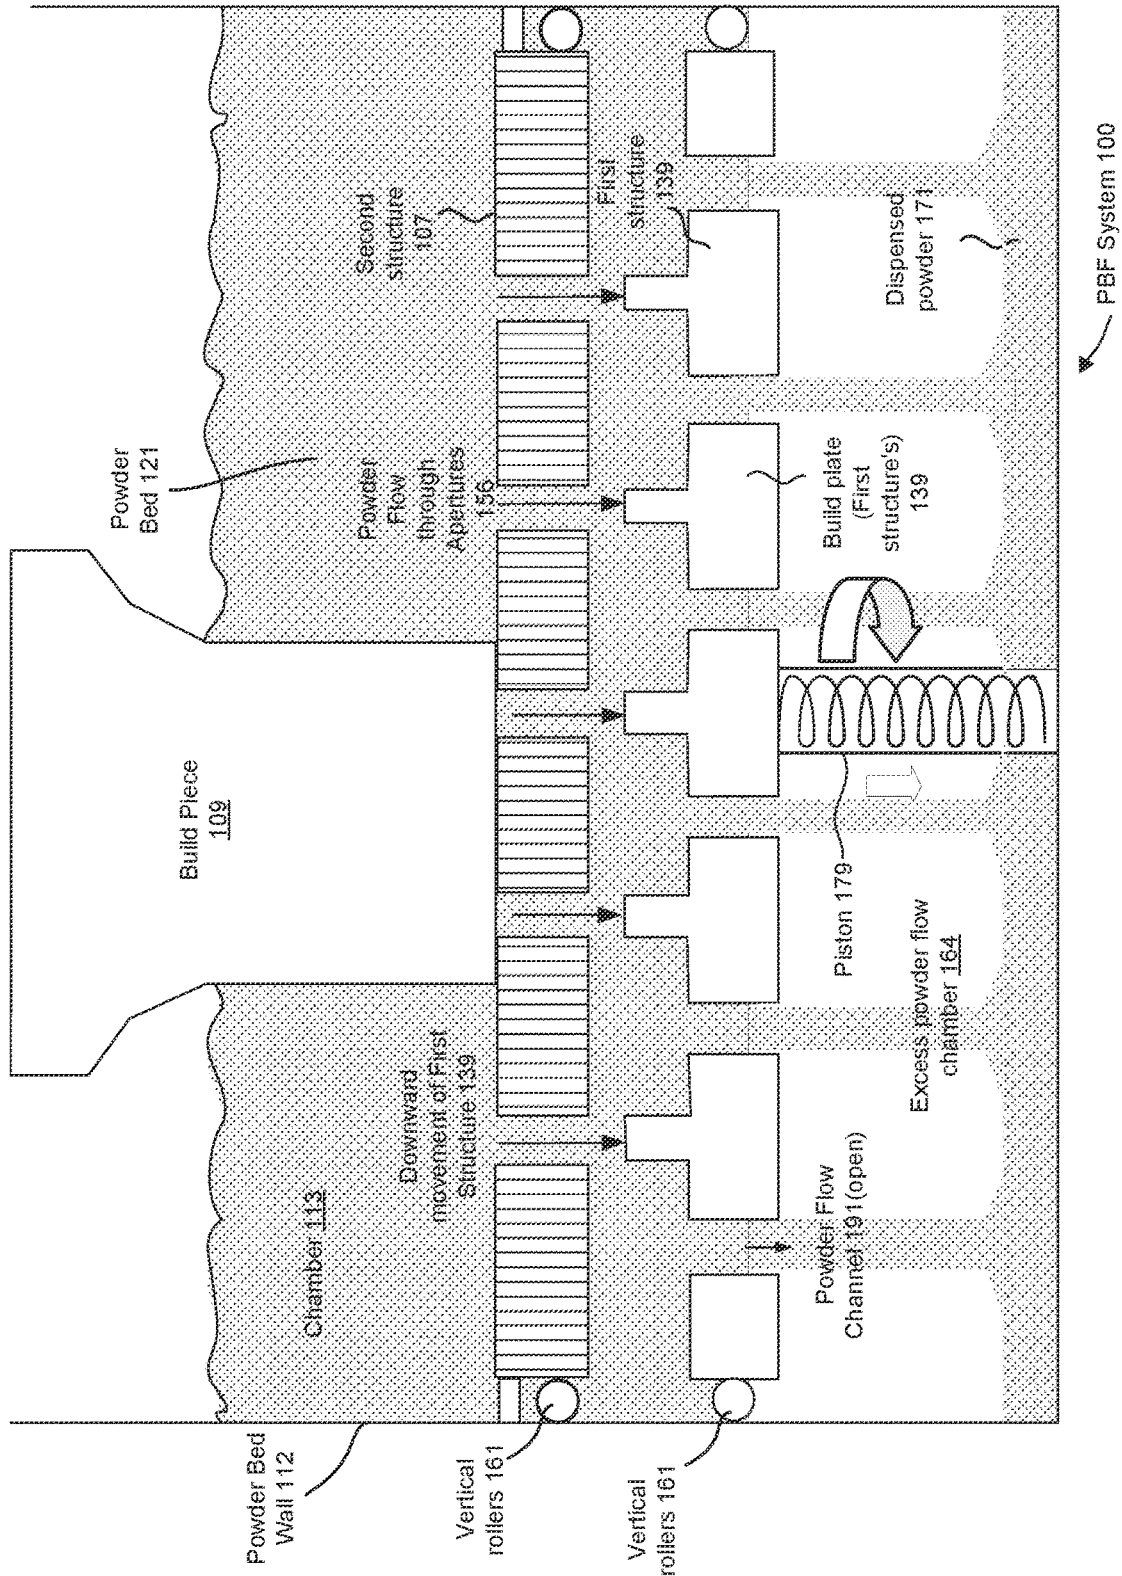 Powder Bed
Wall 112
Vertical
rollers 161
Vertical
rollers 161
Chamber 113
Downward
movement of First
Structure 139
Build Piece
109
Powder
Bed 121
Powder
Flow
through
Apertures
156
Second
structure
107
First
structure
139
Powder Flow
Channel 191(open)
Excess powder flow
chamber 164
Piston 179
Build plate
(First
structure's)
139
Dispensed
powder 171
PBF System 100